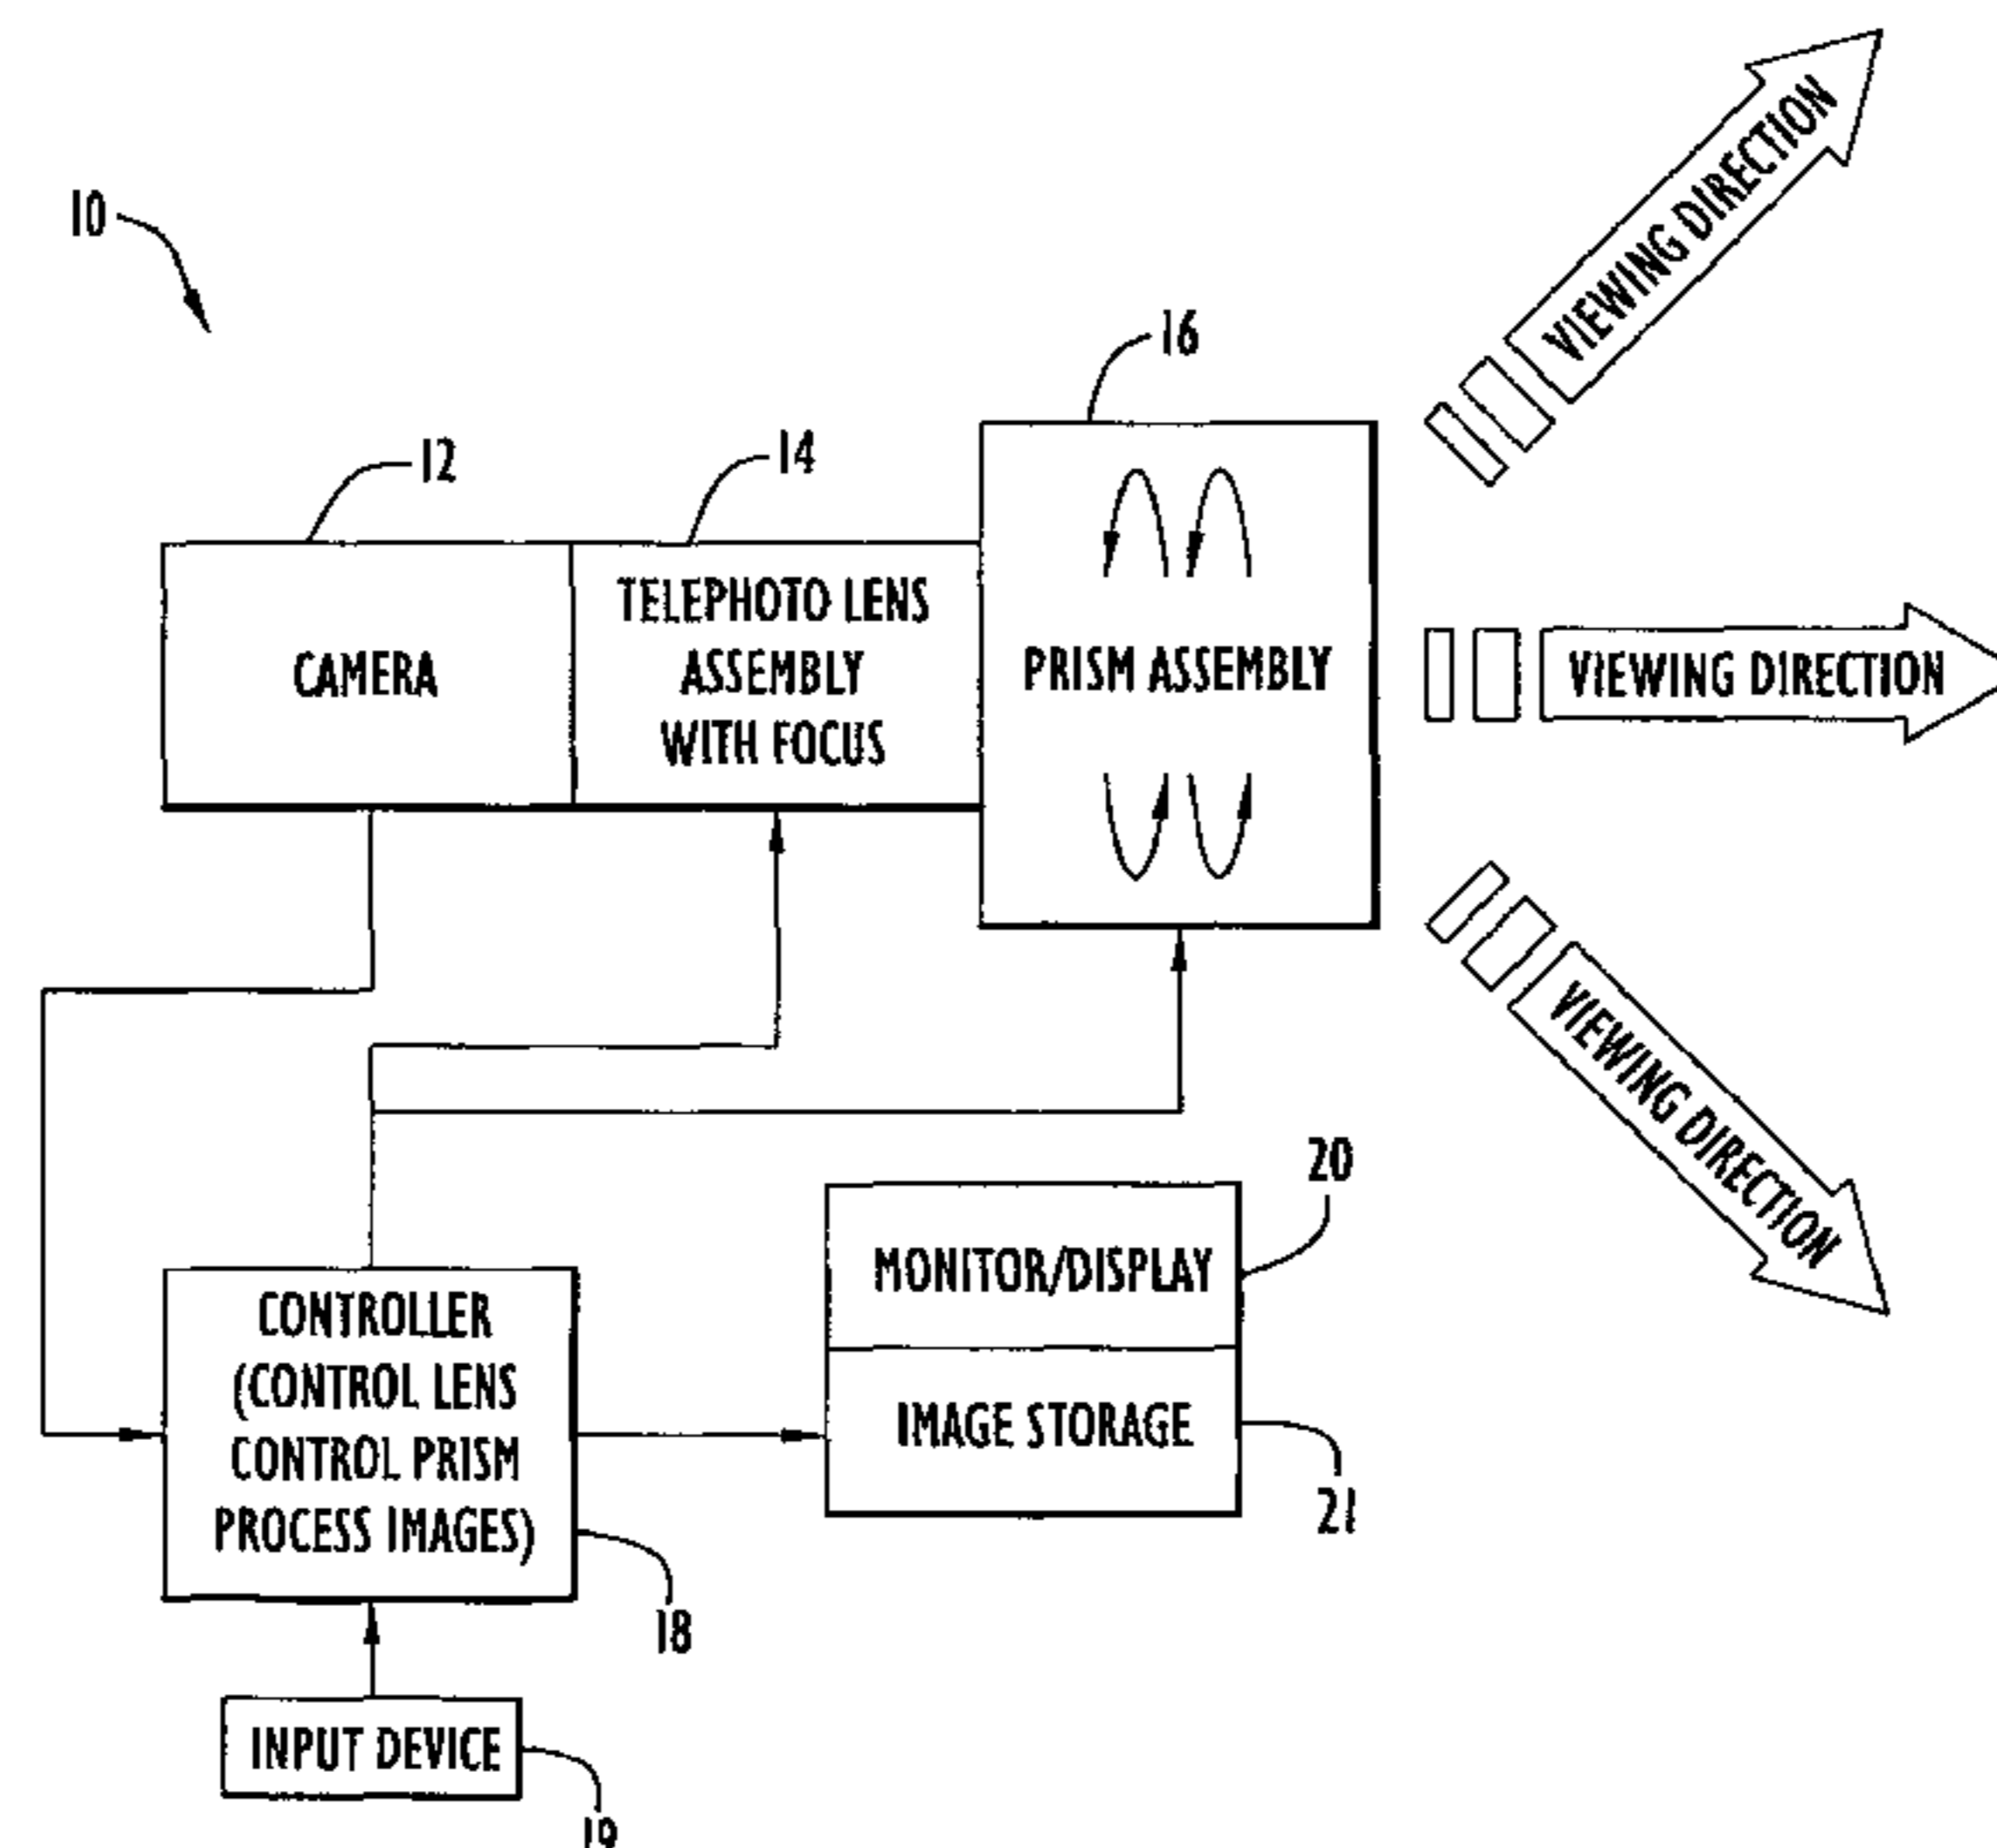 10
VIEWING DIRECTION
16
12
14
CAMERA
TELEPHOTO LENS
ASSEMBLY
WITH FOCUS
PRISM ASSEMBLY
VIEWING DIRECTION
VIEWING DIRECTION
20
MONITOR/DISPLAY
IMAGE STORAGE
21
CONTROLLER
(CONTROL LENS
CONTROL PRISM
PROCESS IMAGES)
18
INPUT DEVICE
19